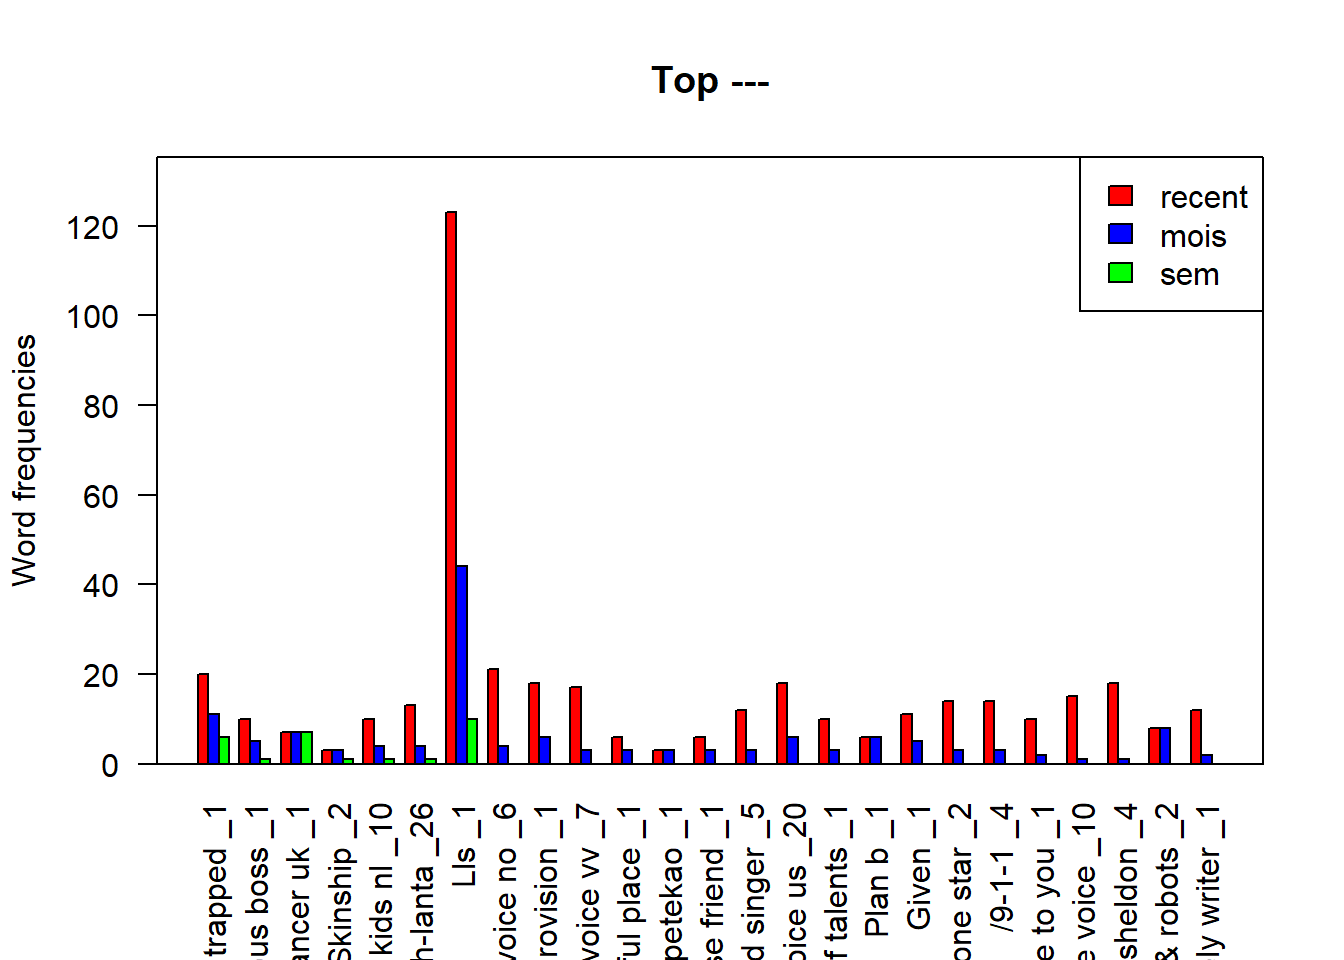 Top ---
recent
mois
sem
Word frequencies
120
100
80
60
40
20
0
trapped _1
us boss _1
ancer uk _1
Skinship _2
kids nl _10
h-lanta _26
Lls _1
voice no _6
rovision _1
voice vv _7
ful place _1
petekao _1
se friend _1
d singer _5
oice us _20
f talents _1
Plan b _1
Given _1
one star _2
/9-1-1 _4
e to you _1
e voice _10
sheldon _4
& robots _2
ly writer _1